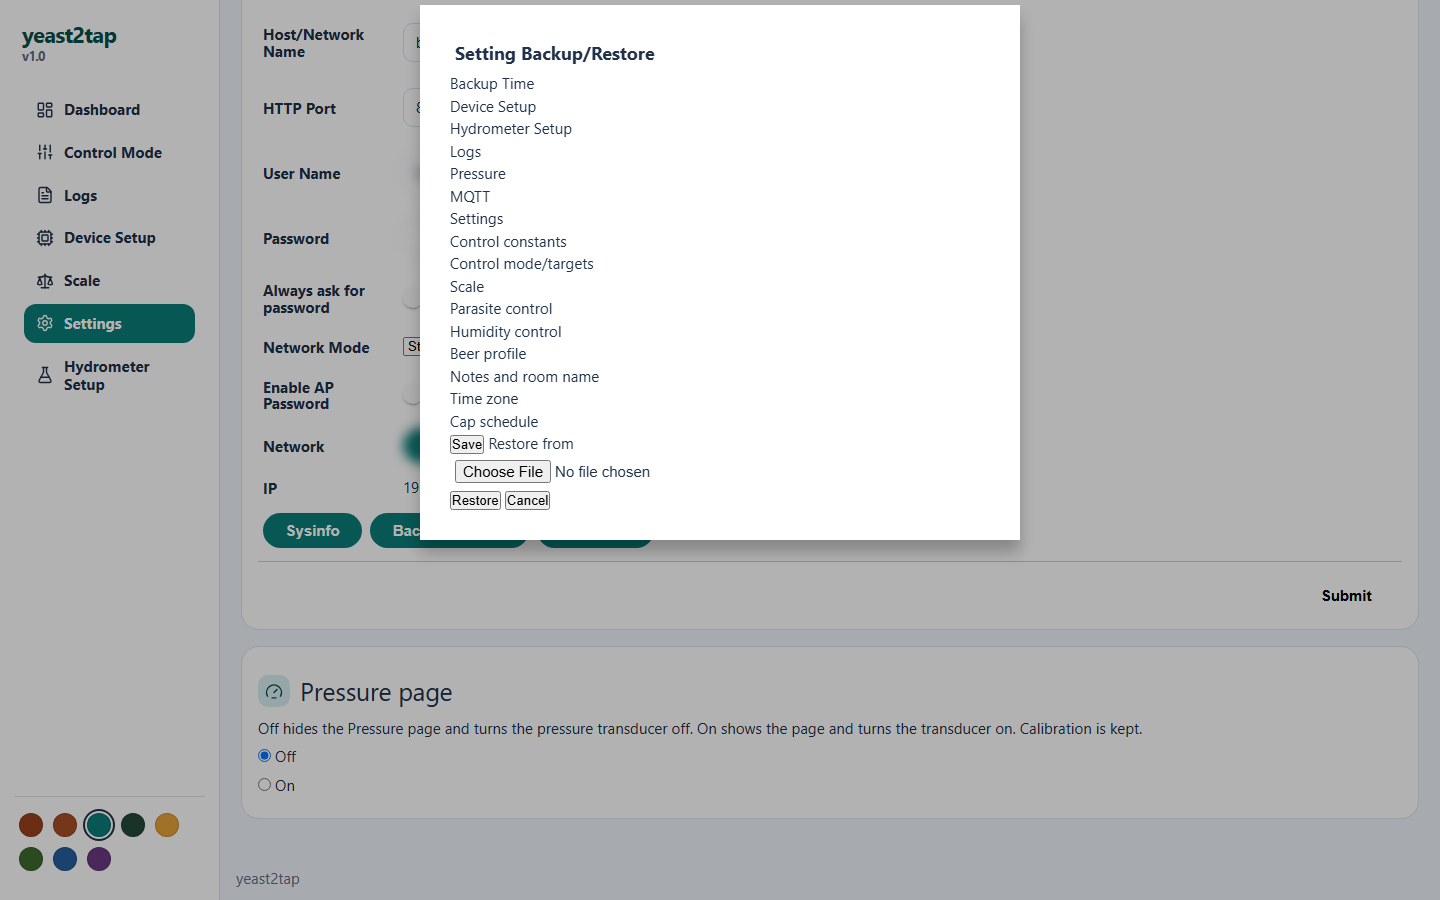 yeast2tap
v1.0
Dashboard
Control Mode
Logs
Device Setup
Scale
Settings
Hydrometer
Setup
Host/Network
Name
HTTP Port
User Name
Password
Always ask for
password
Network Mode
Enable AP
Password
Network
IP
19
Sysinfo
Bac
Setting Backup/Restore
Backup Time
Device Setup
Hydrometer Setup
Logs
Pressure
MQTT
Settings
Control constants
Control mode/targets
Scale
Parasite control
Humidity control
Beer profile
Notes and room name
Time zone
Cap schedule
Save Restore from
Choose File No file chosen
Restore Cancel
Submit
Pressure page
Off hides the Pressure page and turns the pressure transducer off. On shows the page and turns the transducer on. Calibration is kept.
Off
On
yeast2tap